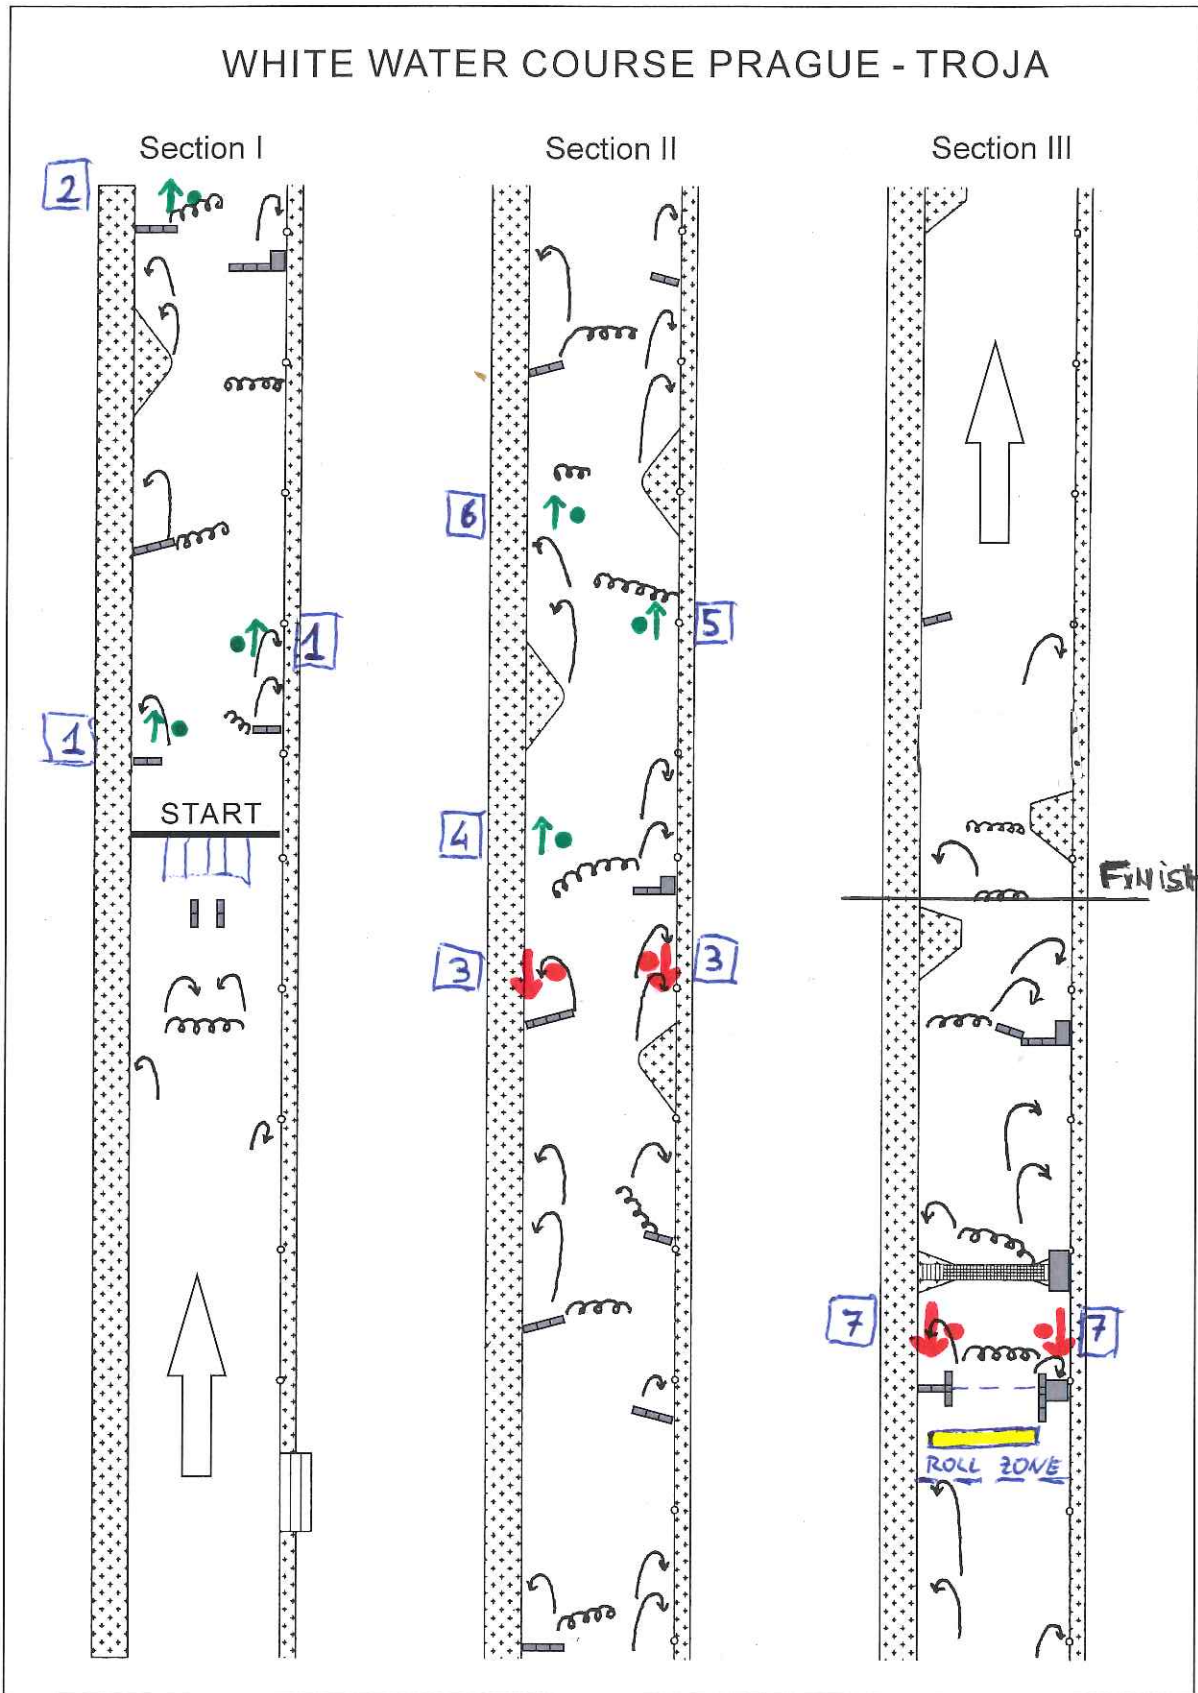 WHITE WATER COURSE PRAGUE - TROJA
Section I
2
1
1
START
Section II
6
5
4
3
3
Section III
Finish
7
7
ROLL ZONE